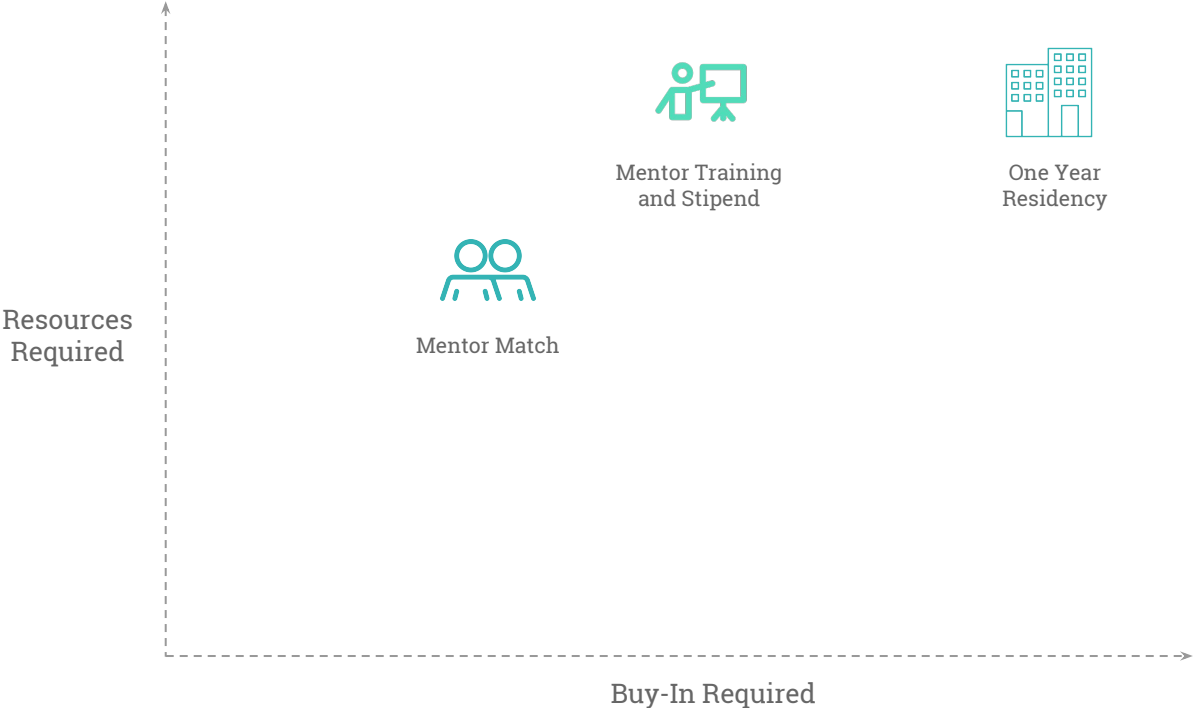 Mentor Training
and Stipend
One Year
Residency
Mentor Match
Resources
Required
Buy-In Required